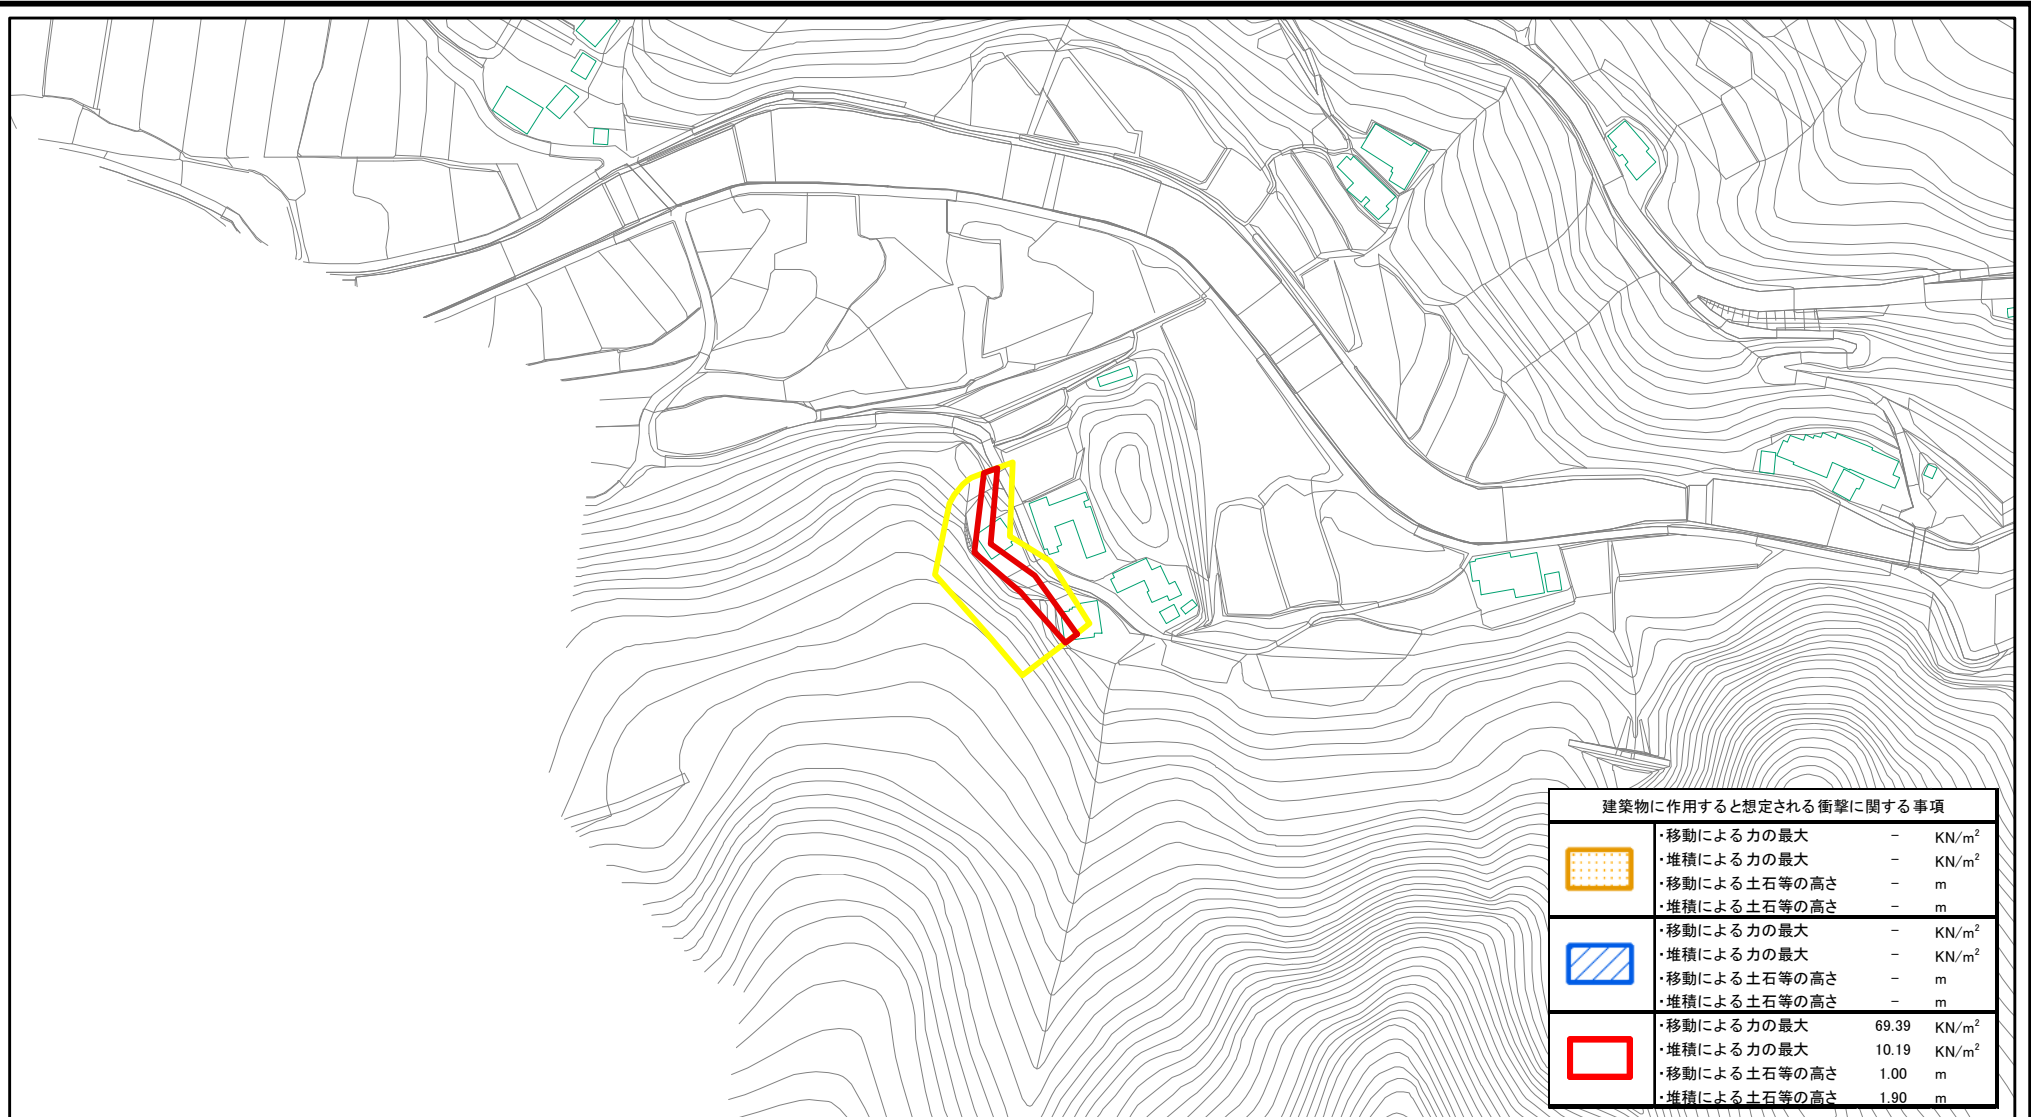 建築物に作用すると想定される衝撃に関する事項
・移動による力の最大 － KN/m²
・堆積による力の最大 － KN/m²
・移動による土石等の高さ － m
・堆積による土石等の高さ － m
・移動による力の最大 － KN/m²
・堆積による力の最大 － KN/m²
・移動による土石等の高さ － m
・堆積による土石等の高さ － m
・移動による力の最大 69.39 KN/m²
・堆積による力の最大 10.19 KN/m²
・移動による土石等の高さ 1.00 m
・堆積による土石等の高さ 1.90 m